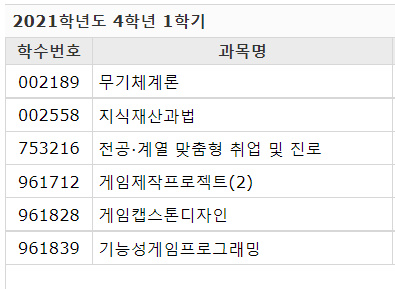 2021학년도 4학년 1학기
학수번호 과목명
002189 무기체계론
002558 지식재산과법
753216 전공·계열 맞춤형 취업 및 진로
961712 게임제작프로젝트(2)
961828 게임캡스톤디자인
961839 기능성게임프로그래밍